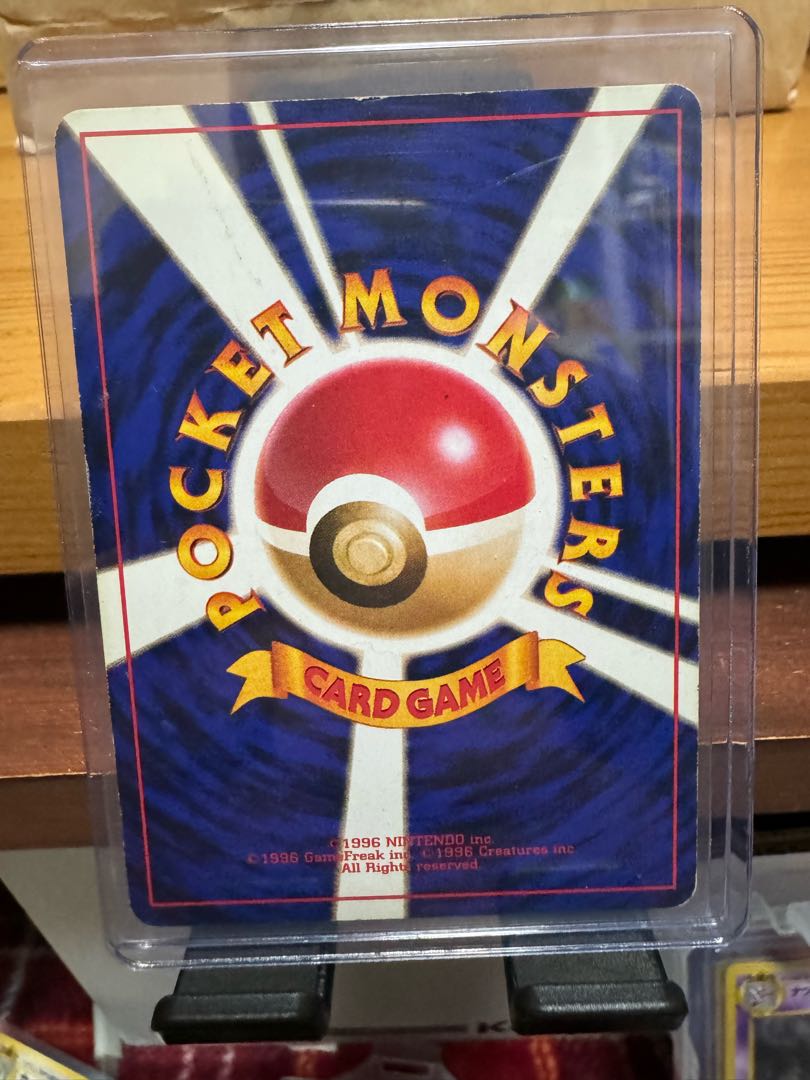 POCKET MONSTERS
CARD GAME
©1996 NINTENDO inc.
©1996 GameFreak inc. ©1996 Creatures inc
All Rights reserved.